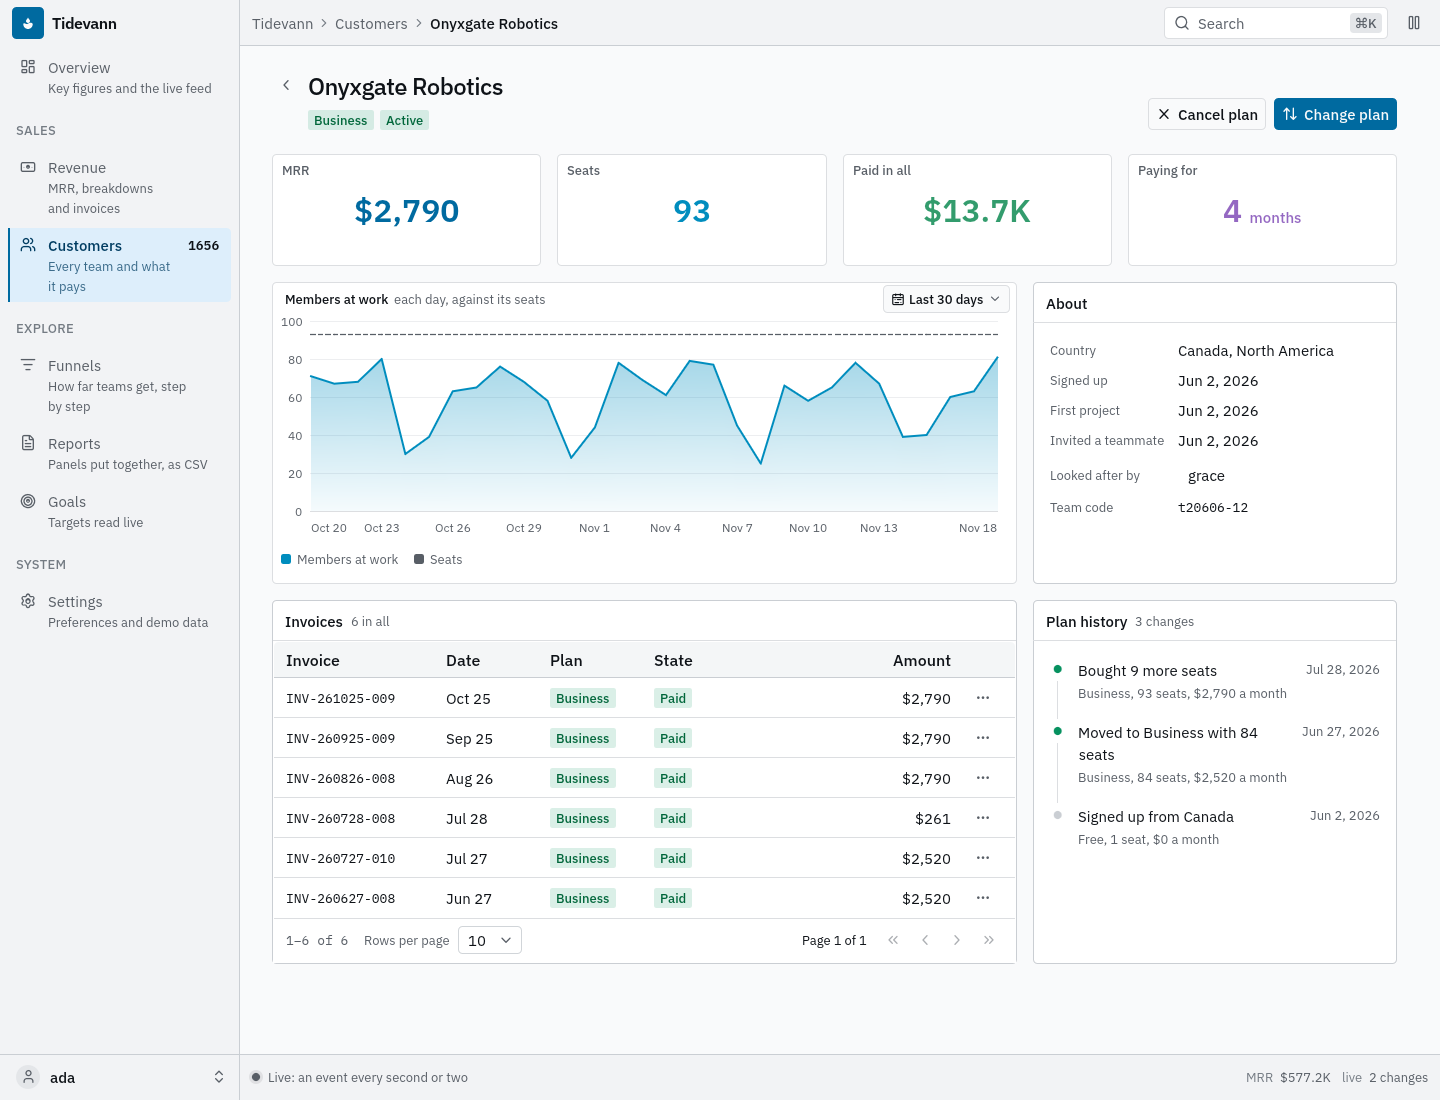 Tidevann
Overview
Key figures and the live feed
SALES
Revenue
MRR, breakdowns
and invoices
Customers 1656
Every team and what
it pays
EXPLORE
Funnels
How far teams get, step
by step
Reports
Panels put together, as CSV
Goals
Targets read live
SYSTEM
Settings
Preferences and demo data
ada
Tidevann Customers Onyxgate Robotics
Search ⌘K
Onyxgate Robotics
Business Active
Cancel plan Change plan
MRR
$2,790
Seats
93
Paid in all
$13.7K
Paying for
4 months
Members at work each day, against its seats
Last 30 days
100
80
60
40
20
0
Oct 20 Oct 23 Oct 26 Oct 29 Nov 1 Nov 4 Nov 7 Nov 10 Nov 13 Nov 18
Members at work Seats
About
Country Canada, North America
Signed up Jun 2, 2026
First project Jun 2, 2026
Invited a teammate Jun 2, 2026
Looked after by grace
Team code t20606-12
Invoices 6 in all
Invoice Date Plan State Amount
INV-261025-009 Oct 25 Business Paid $2,790
INV-260925-009 Sep 25 Business Paid $2,790
INV-260826-008 Aug 26 Business Paid $2,790
INV-260728-008 Jul 28 Business Paid $261
INV-260727-010 Jul 27 Business Paid $2,520
INV-260627-008 Jun 27 Business Paid $2,520
1–6 of 6 Rows per page 10 Page 1 of 1
Plan history 3 changes
Bought 9 more seats Jul 28, 2026
Business, 93 seats, $2,790 a month
Moved to Business with 84 Jun 27, 2026
seats
Business, 84 seats, $2,520 a month
Signed up from Canada Jun 2, 2026
Free, 1 seat, $0 a month
Live: an event every second or two
MRR $577.2K live 2 changes